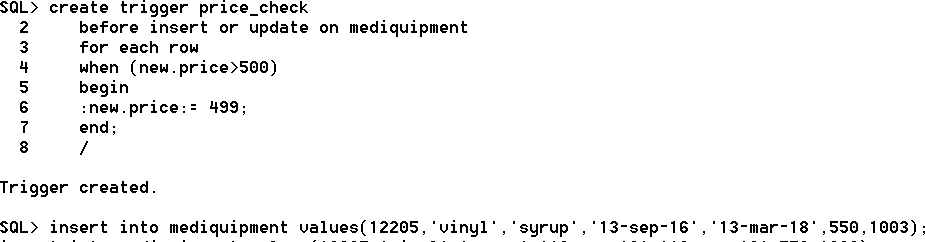 SQL> create trigger price_check
2 before insert or update on mediquipment
3 for each row
4 when (new.price>500)
5 begin
6 :new.price:= 499;
7 end;
8 /
Trigger created.
SQL> insert into mediquipment values(12205,'vinyl','syrup','13-sep-16','13-mar-18',550,1003);